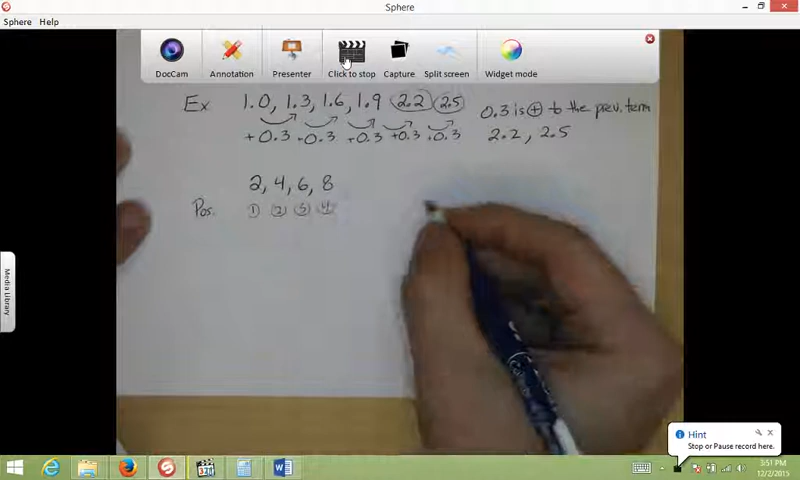 Sphere
Sphere Help
DocCam Annotation Presenter Click to stop Capture Split screen Widget mode
Ex 1.0, 1.3, 1.6, 1.9 2.2 2.5 0.3 is + to the prev. term
+0.3 +0.3 +0.3 +0.3 +0.3 2.2, 2.5
2, 4, 6, 8
Pos. 1 2 3 4
Media Library
Hint
Stop or Pause record here.
3:51 PM
12/2/2015